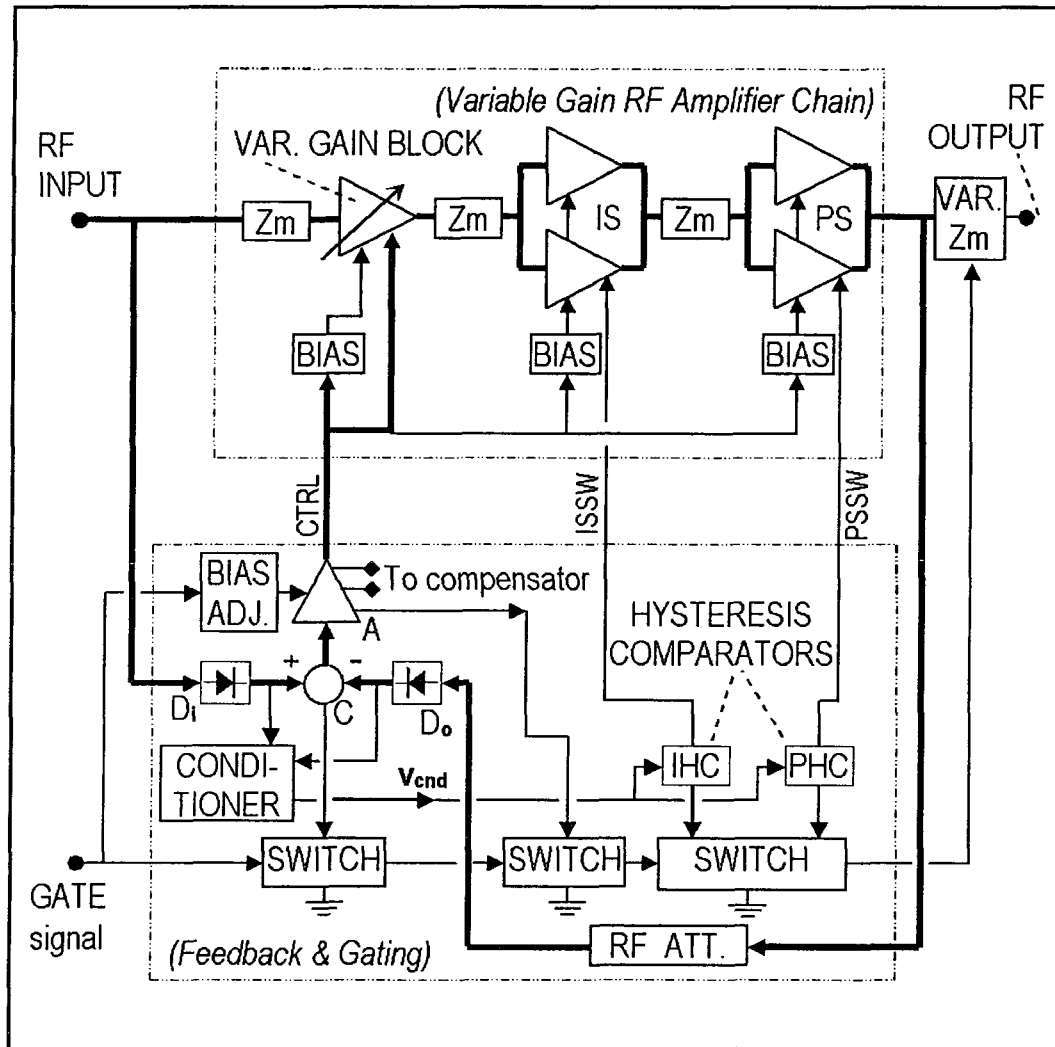 (Variable Gain RF Amplifier Chain)
RF
INPUT
VAR. GAIN BLOCK
RF
OUTPUT
Zm
Zm
IS
Zm
PS
VAR.
Zm
BIAS
BIAS
BIAS
CTRL
ISSW
PSSW
BIAS
ADJ.
To compensator
A
HYSTERESIS
COMPARATORS
+
-
Di
C
Do
CONDI-
TIONER
Vcnd
IHC
PHC
SWITCH
SWITCH
SWITCH
GATE
signal
(Feedback & Gating)
RF ATT.